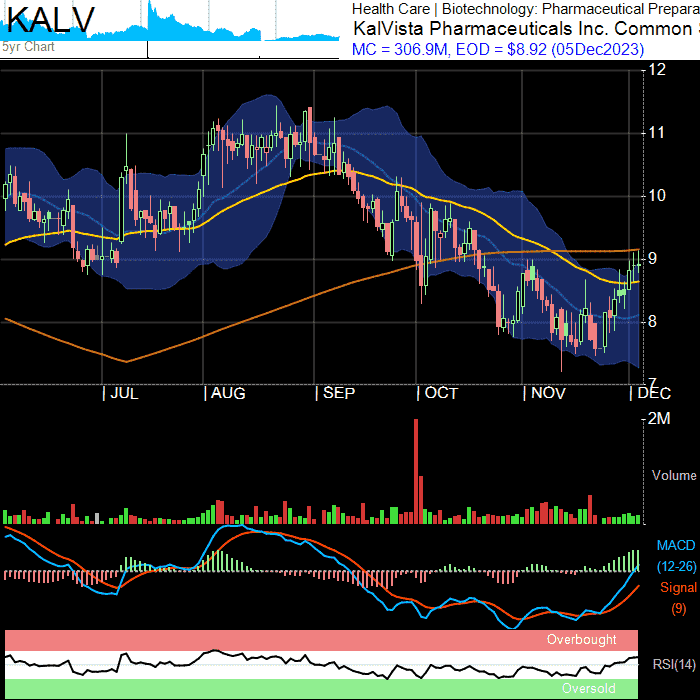 KALV
5yr Chart
Health Care | Biotechnology: Pharmaceutical Prepara
KalVista Pharmaceuticals Inc. Common
MC = 306.9M, EOD = $8.92 (05Dec2023)
12
11
10
9
8
7
| JUL | AUG | SEP | OCT | NOV | DEC
2M
Volume
MACD
(12-26)
Signal
(9)
Overbought
RSI(14)
Oversold